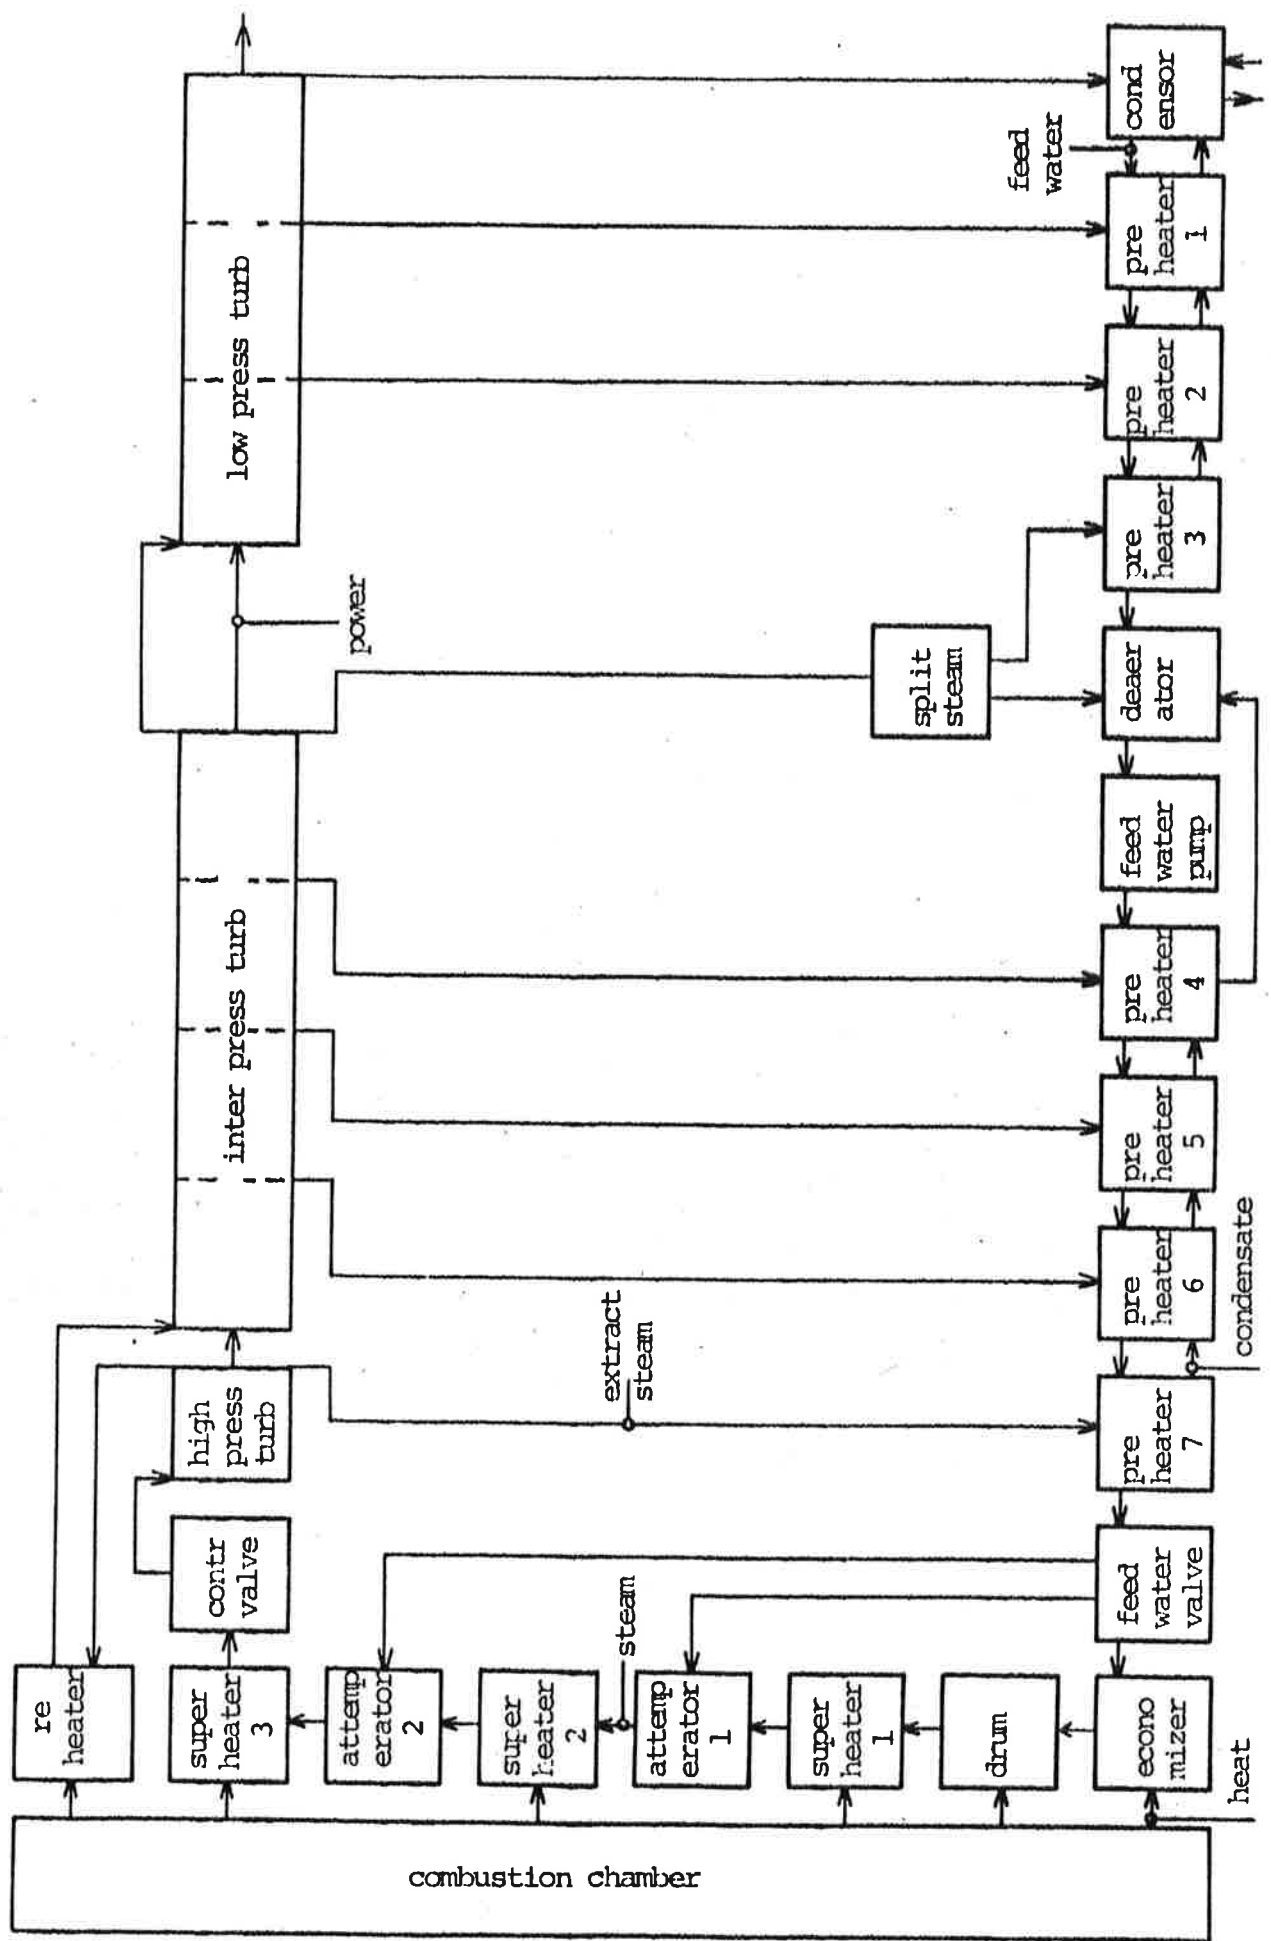 re
heater
super
heater
3
contr
valve
high
press
turb
inter press turb
low press turb
power
attemp
erator
2
super
heater
2
steam
attemp
erator
1
super
heater
1
drum
econo
mizer
heat
combustion chamber
extract
steam
split
steam
feed
water
valve
pre
heater
7
condensate
pre
heater
6
pre
heater
5
pre
heater
4
feed
water
pump
deaer
ator
pre
heater
3
pre
heater
2
pre
heater
1
feed
water
cond
ensor